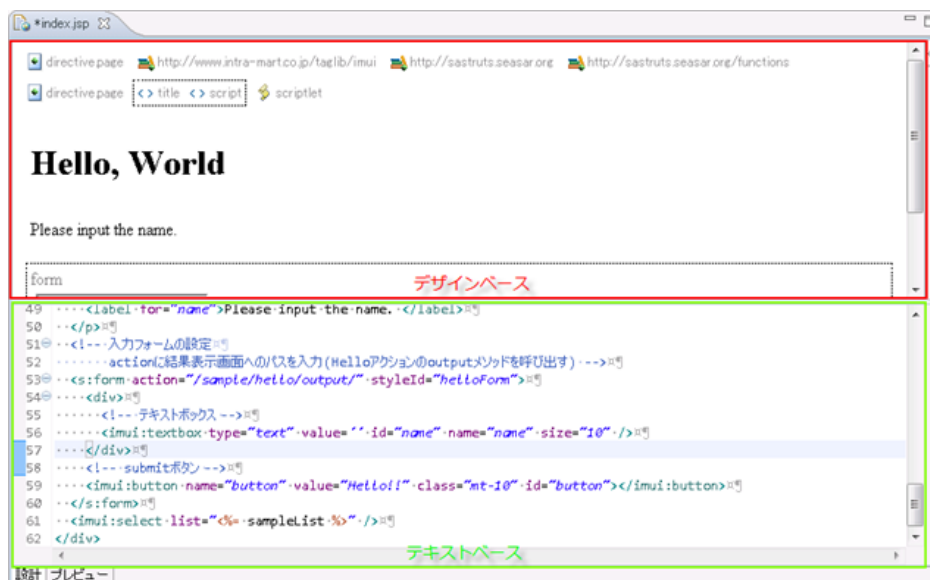 *index.jsp
directive.page http://www.intra-mart.co.jp/taglib/imui http://sastruts.seasar.org http://sastruts.seasar.org/functions
directive.page title script scriptlet
Hello, World
Please input the name.
form
デザインベース
49 <label for="name">Please input the name. </label>
50 </p>
51 <!-- 入力フォームの設定
52 actionに結果表示画面へのパスを入力(Helloアクションのoutputメソッドを呼び出す) -->
53 <s:form action="/sample/hello/output/" styleId="helloForm">
54 <div>
55 <!-- テキストボックス -->
56 <imui:textbox type="text" value='' id="name" name="name" size="10" />
57 </div>
58 <!-- submitボタン -->
59 <imui:button name="button" value="Hello!!" class="mt-10" id="button"></imui:button>
60 </s:form>
61 <imui:select list="<%= sampleList %>" />
62 </div>
テキストベース
設計 プレビュー